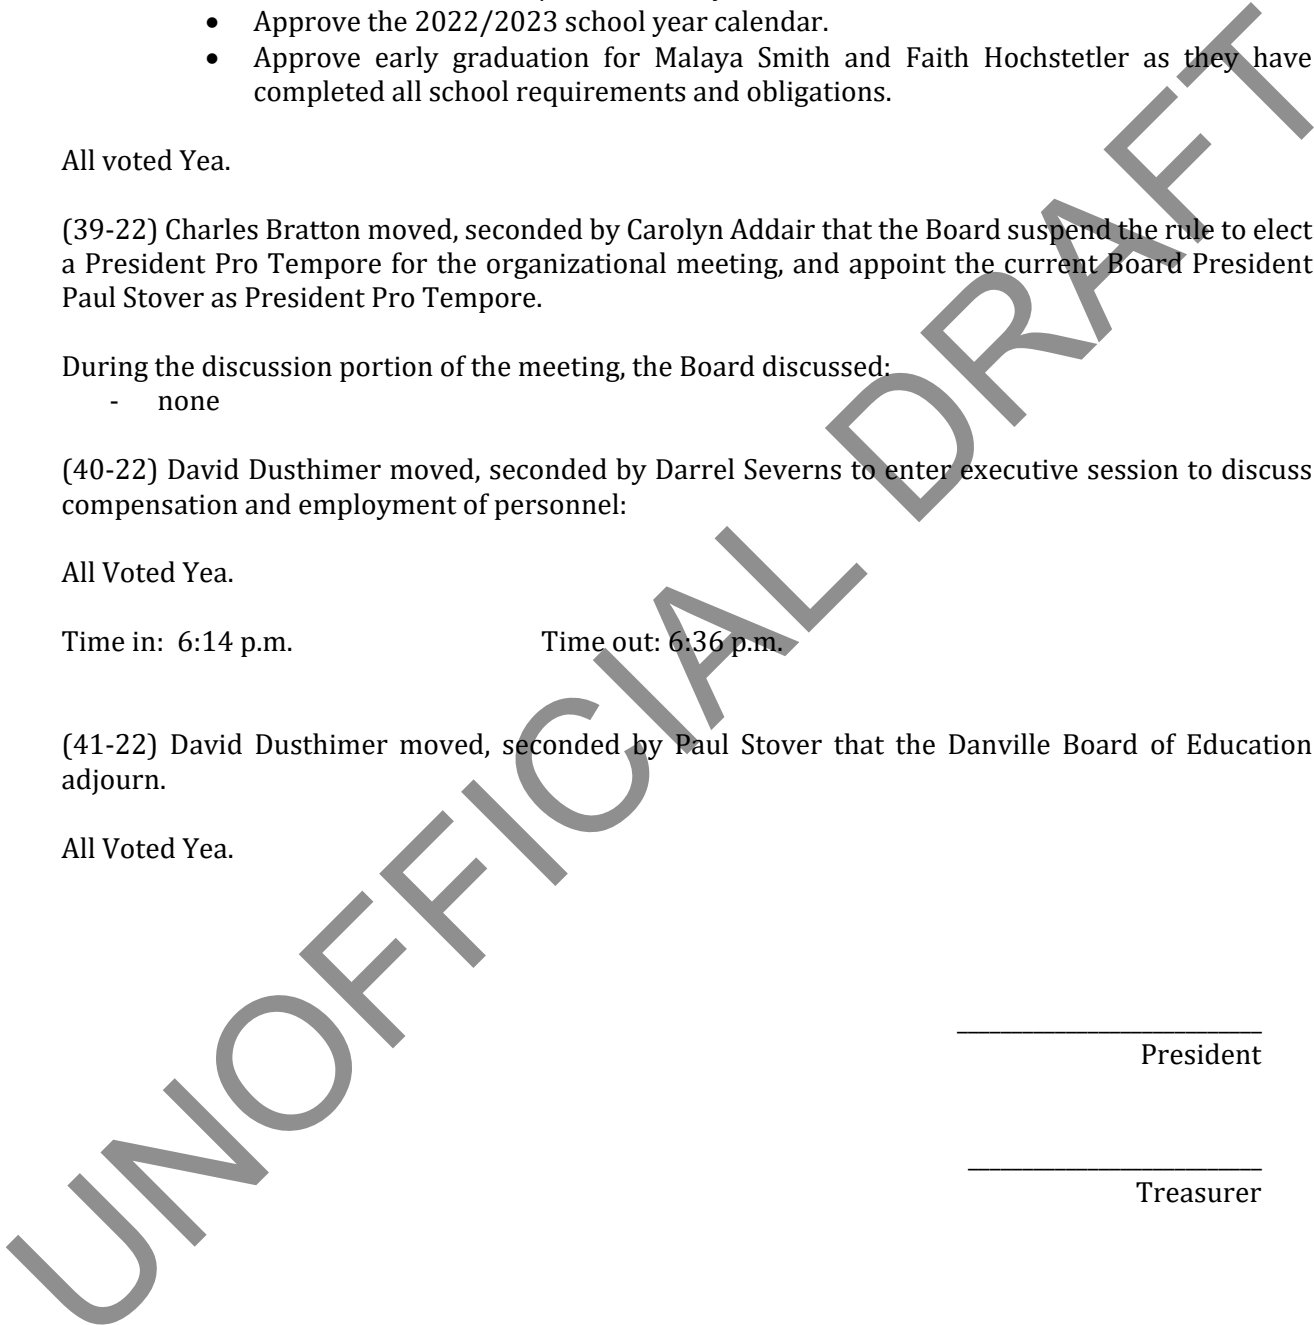 • Approve the 2022/2023 school year calendar.
• Approve early graduation for Malaya Smith and Faith Hochstetler as they have
completed all school requirements and obligations.
All voted Yea.
(39-22) Charles Bratton moved, seconded by Carolyn Addair that the Board suspend the rule to elect
a President Pro Tempore for the organizational meeting, and appoint the current Board President
Paul Stover as President Pro Tempore.
During the discussion portion of the meeting, the Board discussed:
- none
(40-22) David Dusthimer moved, seconded by Darrel Severns to enter executive session to discuss
compensation and employment of personnel:
All Voted Yea.
Time in: 6:14 p.m. Time out: 6:36 p.m.
(41-22) David Dusthimer moved, seconded by Paul Stover that the Danville Board of Education
adjourn.
All Voted Yea.
President
Treasurer
UNOFFICIAL DRAFT